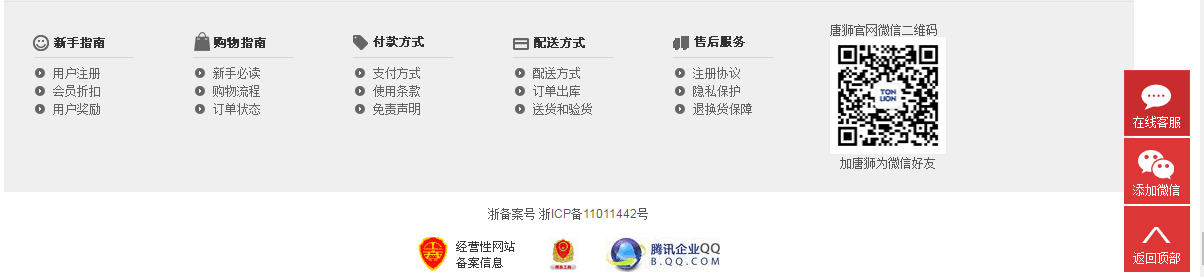 新手指南
用户注册
会员折扣
用户奖励
购物指南
新手必读
购物流程
订单状态
付款方式
支付方式
使用条款
免责声明
配送方式
配送方式
订单出库
送货和验货
售后服务
注册协议
隐私保护
退换货保障
唐狮官网微信二维码
TON
LION
加唐狮为微信好友
在线客服
添加微信
返回顶部
浙备案号 浙ICP备11011442号
经营性网站
备案信息
腾讯企业QQ
B.QQ.COM